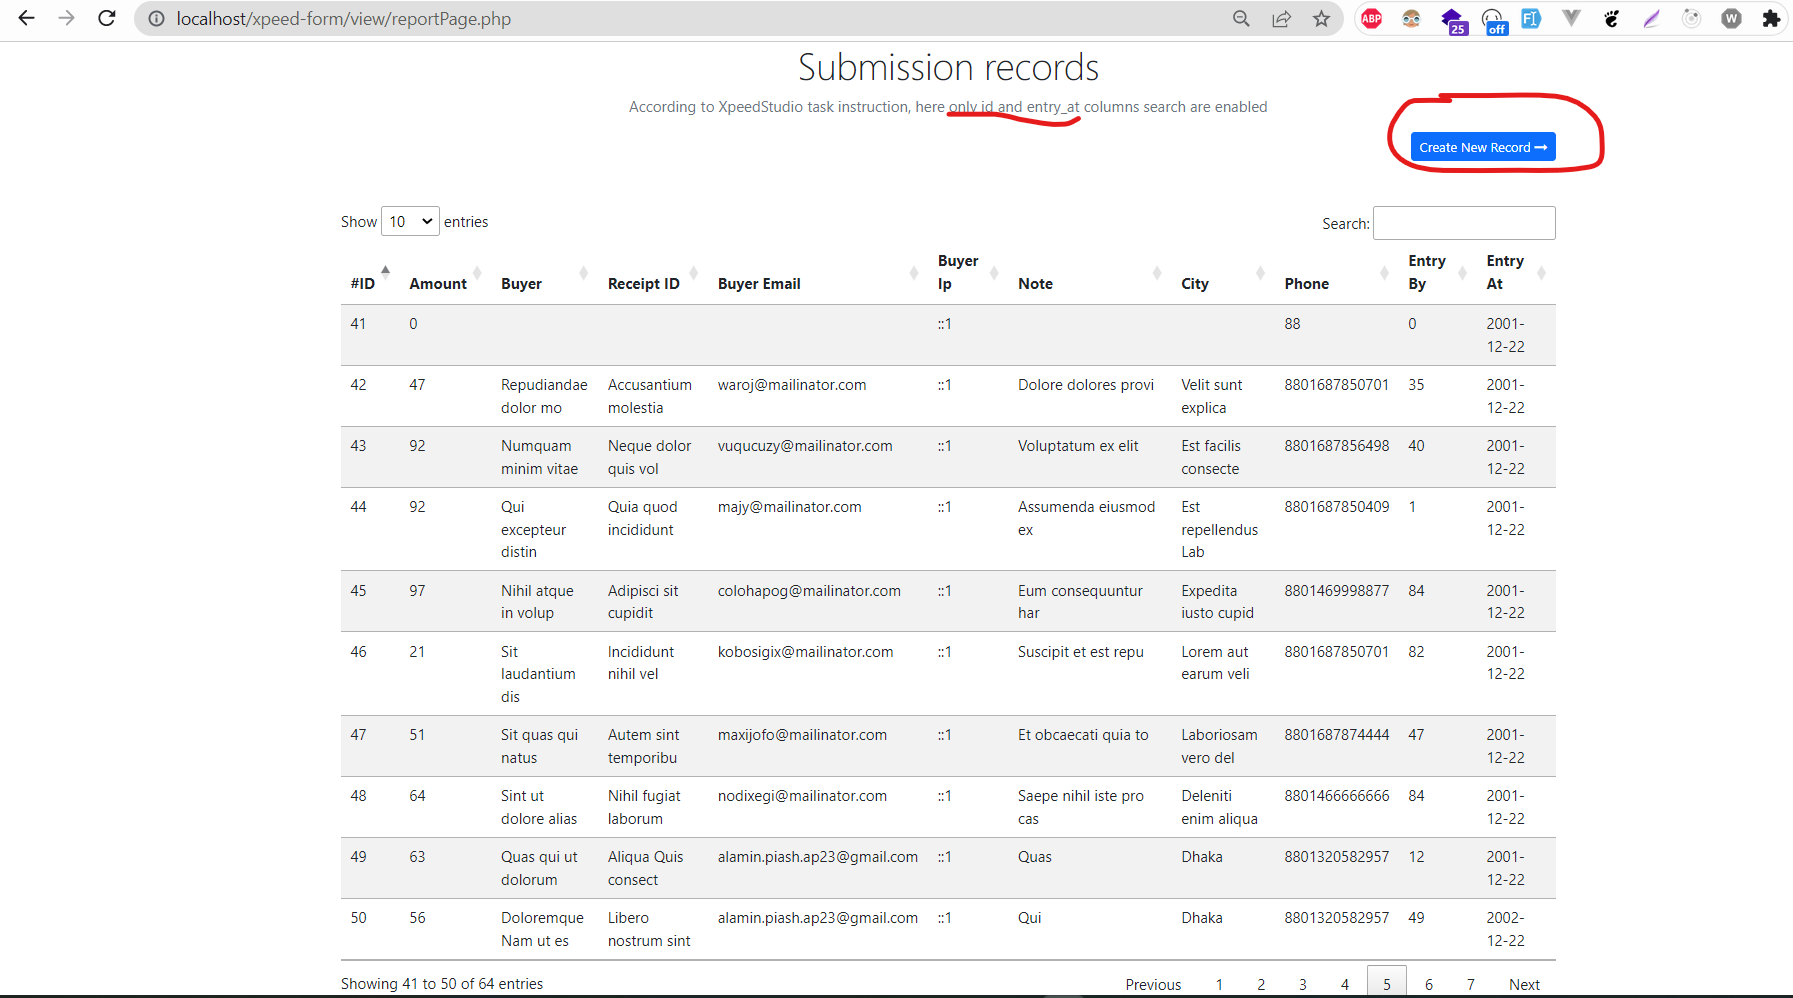 localhost/xpeed-form/view/reportPage.php
ABP 25 off F W
Submission records
According to XpeedStudio task instruction, here only id and entry_at columns search are enabled
Create New Record →
Show 10 entries Search:
#ID Amount Buyer Receipt ID Buyer Email Buyer Ip Note City Phone Entry By Entry At
41 0 ::1 88 0 2001-
12-22
42 47 Repudiandae Accusantium waroj@mailinator.com ::1 Dolore dolores provi Velit sunt 8801687850701 35 2001-
dolor mo molestia explica 12-22
43 92 Numquam Neque dolor vuqucuzy@mailinator.com ::1 Voluptatum ex elit Est facilis 8801687856498 40 2001-
minim vitae quis vol consecte 12-22
44 92 Qui Quia quod majy@mailinator.com ::1 Assumenda eiusmod Est 8801687850409 1 2001-
excepteur incididunt ex repellendus 12-22
distin Lab
45 97 Nihil atque Adipisci sit colohapog@mailinator.com ::1 Eum consequuntur Expedita 8801469998877 84 2001-
in volup cupidit har iusto cupid 12-22
46 21 Sit Incididunt kobosigix@mailinator.com ::1 Suscipit et est repu Lorem aut 8801687850701 82 2001-
laudantium nihil vel earum veli 12-22
dis
47 51 Sit quas qui Autem sint maxijofo@mailinator.com ::1 Et obcaecati quia to Laboriosam 8801687874444 47 2001-
natus temporibu vero del 12-22
48 64 Sint ut Nihil fugiat nodixegi@mailinator.com ::1 Saepe nihil iste pro Deleniti 8801466666666 84 2001-
dolore alias laborum cas enim aliqua 12-22
49 63 Quas qui ut Aliqua Quis alamin.piash.ap23@gmail.com ::1 Quas Dhaka 8801320582957 12 2001-
dolorum consect 12-22
50 56 Doloremque Libero alamin.piash.ap23@gmail.com ::1 Qui Dhaka 8801320582957 49 2002-
Nam ut es nostrum sint 12-22
Showing 41 to 50 of 64 entries Previous 1 2 3 4 5 6 7 Next